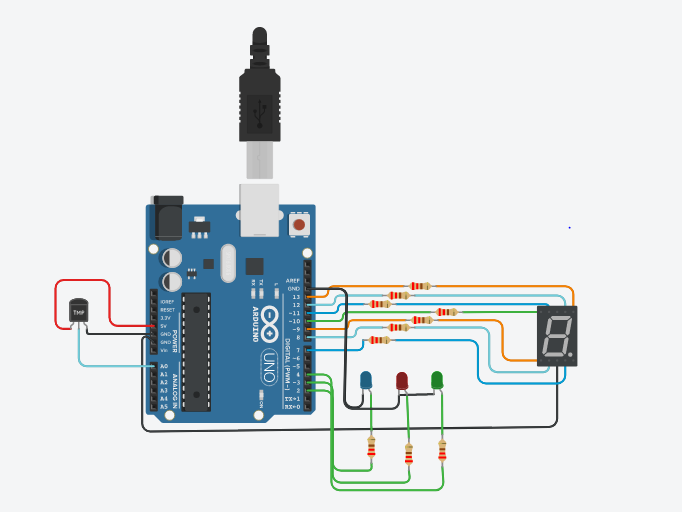 AREF
GND
13
12
~11
~10
~9
8
7
~6
~5
4
~3
2
TX→1
RX←0
DIGITAL (PWM~)
IOREF
RESET
3.3V
5V
GND
GND
Vin
POWER
A0
A1
A2
A3
A4
A5
ANALOG IN
TMP
RX
TX
L
ARDUINO
UNO
ON
8.